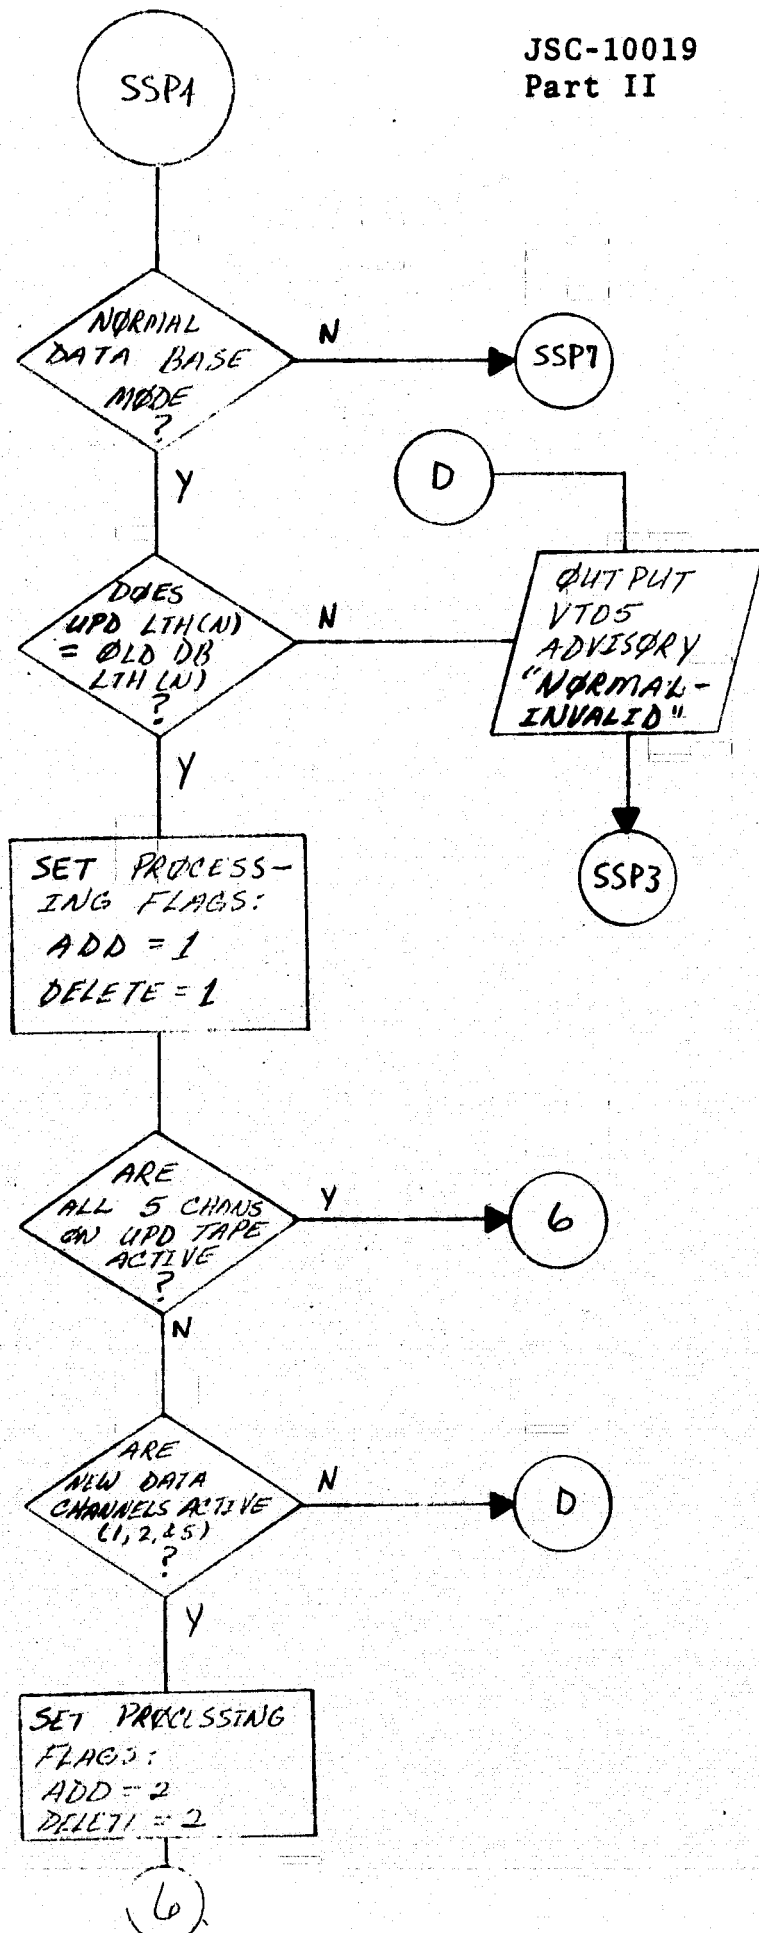 JSC-10019
Part II
SSP4
NØRMAL
DATA BASE
MØDE
?
N
SSP7
Y
D
DØES
UPD LTH(N)
= ØLD DB
LTH(N)
?
N
ØUTPUT
VTD5
ADVISØRY
"NØRMAL-
INVALID"
Y
SSP3
SET PRØCESS-
ING FLAGS:
ADD = 1
DELETE = 1
ARE
ALL 5 CHANS
ØN UPD TAPE
ACTIVE
?
Y
6
N
ARE
NEW DATA
CHANNELS ACTIVE
(1, 2, & 5)
?
N
D
Y
SET PRØCESSING
FLAGS:
ADD = 2
DELETE = 2
6